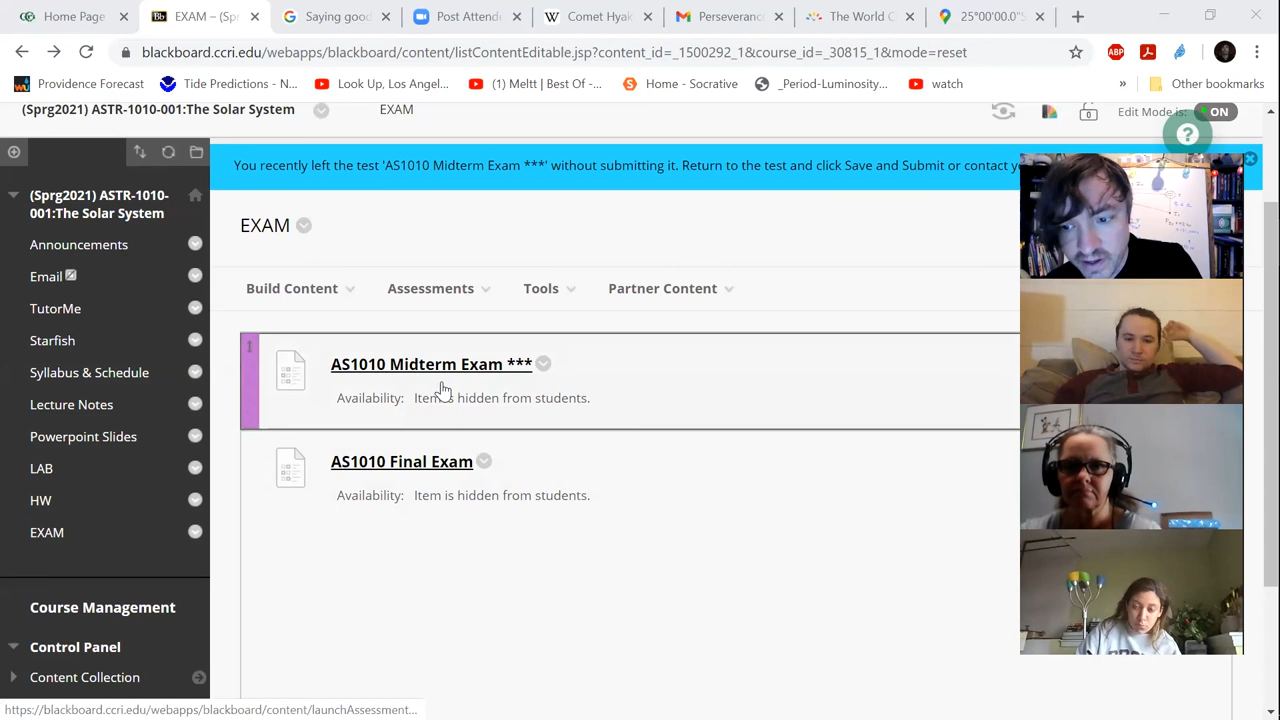 Home Page
EXAM – (Spr
Saying good
Post Attend
Comet Hyak
Perseveranc
The World C
25°00'00.0"S
blackboard.ccri.edu/webapps/blackboard/content/listContentEditable.jsp?content_id=_1500292_1&course_id=_30815_1&mode=reset
ABP
Providence Forecast
Tide Predictions - N...
Look Up, Los Angel...
(1) Meltt | Best Of -...
Home - Socrative
_Period-Luminosity...
watch
»
Other bookmarks
(Sprg2021) ASTR-1010-001:The Solar System
EXAM
Edit Mode is:
ON
?
You recently left the test 'AS1010 Midterm Exam ***' without submitting it. Return to the test and click Save and Submit or contact yo
(Sprg2021) ASTR-1010-
001:The Solar System
Announcements
Email
TutorMe
Starfish
Syllabus & Schedule
Lecture Notes
Powerpoint Slides
LAB
HW
EXAM
Course Management
Control Panel
Content Collection
EXAM
Build Content
Assessments
Tools
Partner Content
AS1010 Midterm Exam ***
Availability: Item is hidden from students.
AS1010 Final Exam
Availability: Item is hidden from students.
https://blackboard.ccri.edu/webapps/blackboard/content/launchAssessment...